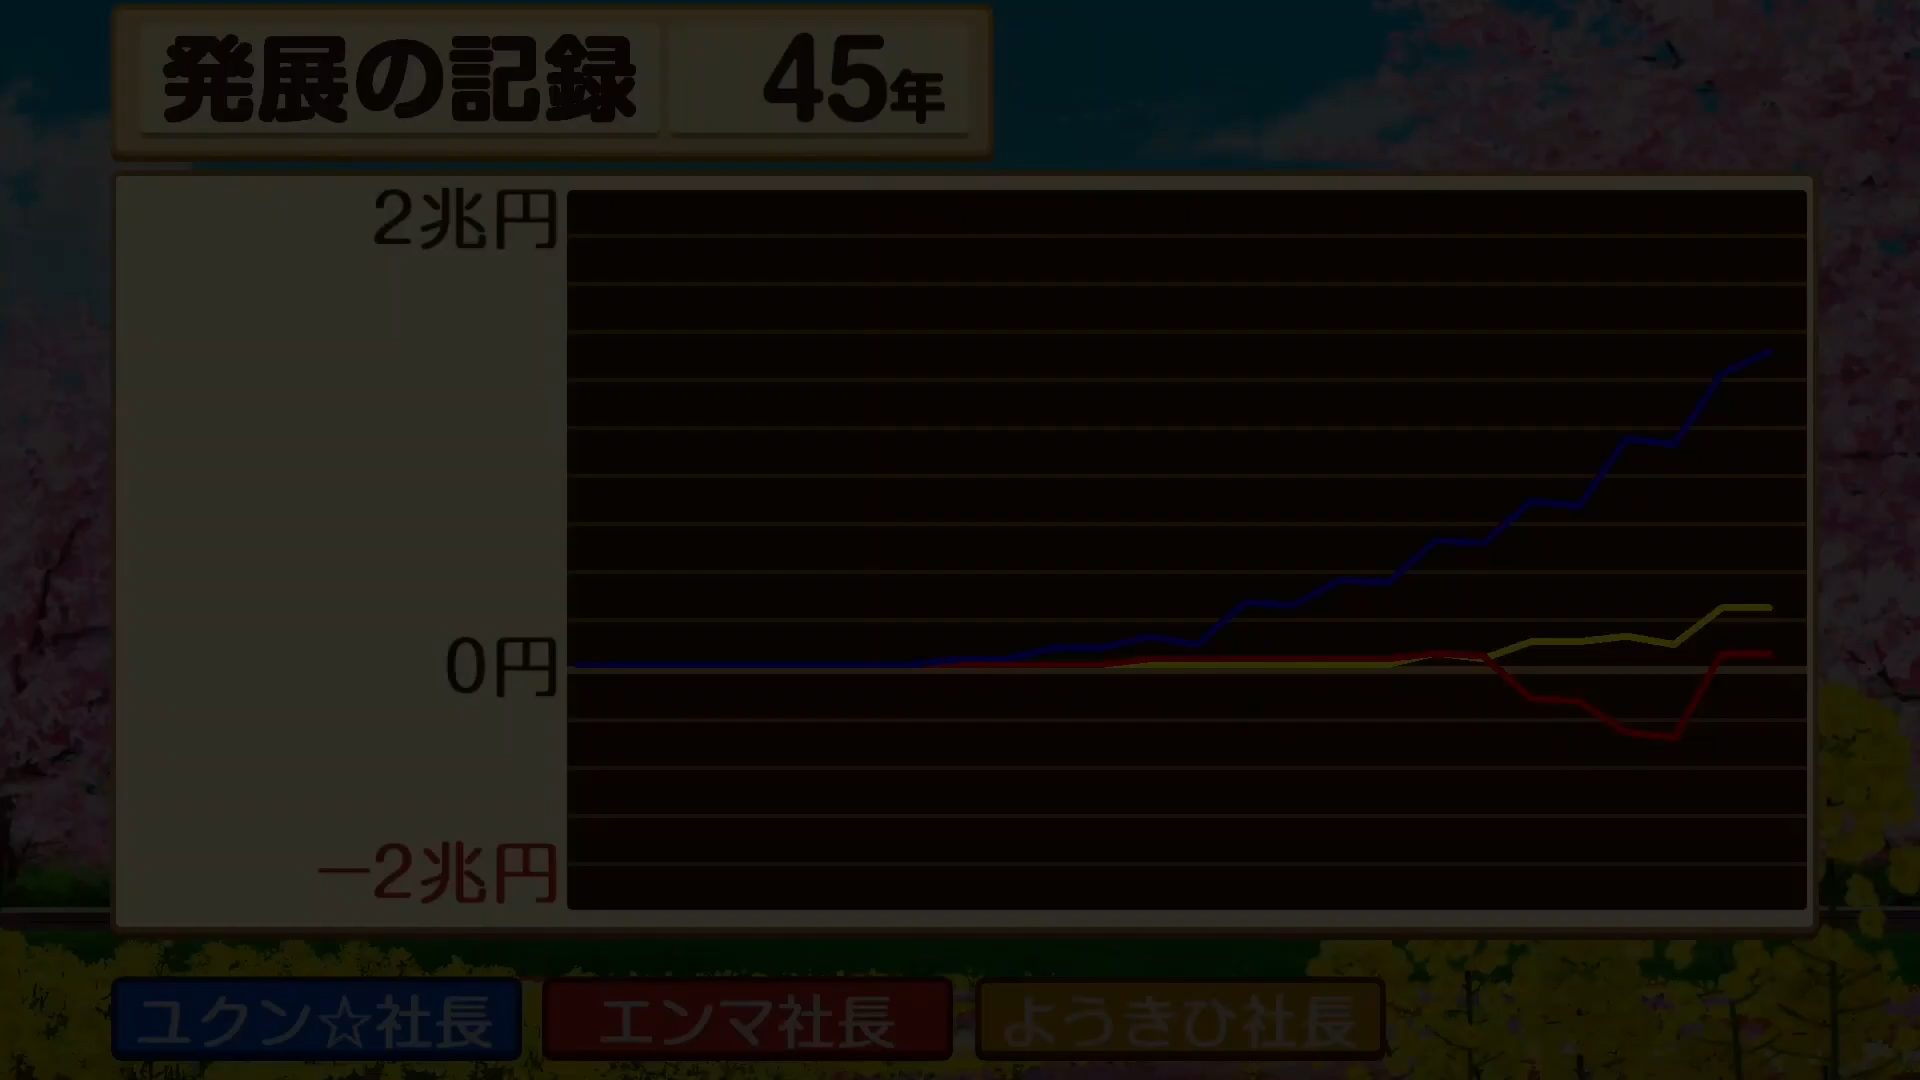 発展の記録 45年
2兆円
0円
－2兆円
ユクン☆社長 エンマ社長 ようきひ社長